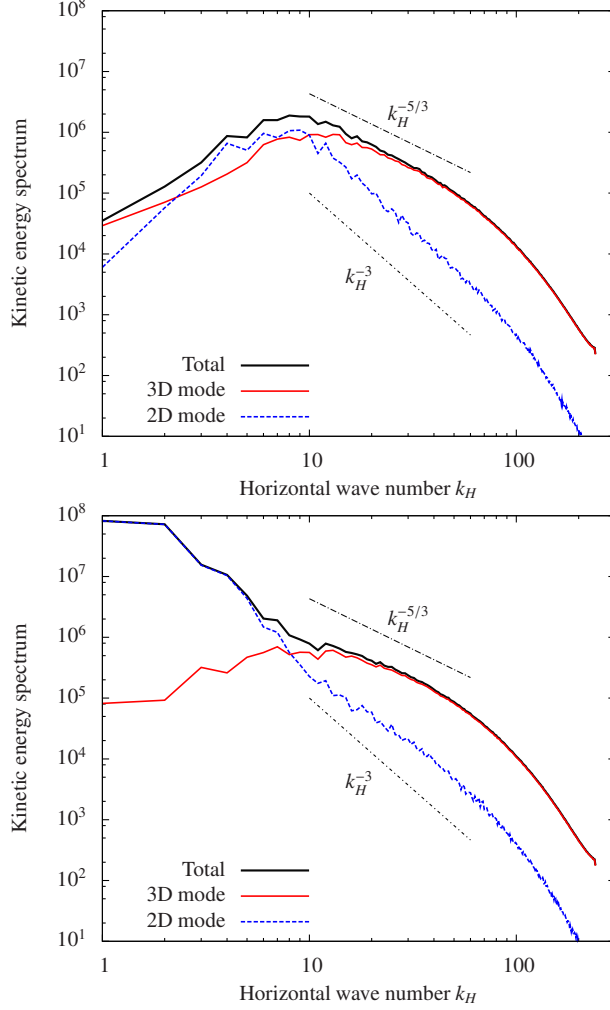 10^8
10^7
10^6
10^5
10^4
10^3
10^2
10^1
Kinetic energy spectrum
k_H^{-5/3}
k_H^{-3}
Total
3D mode
2D mode
1 10 100
Horizontal wave number k_H
10^8
10^7
10^6
10^5
10^4
10^3
10^2
10^1
Kinetic energy spectrum
k_H^{-5/3}
k_H^{-3}
Total
3D mode
2D mode
1 10 100
Horizontal wave number k_H